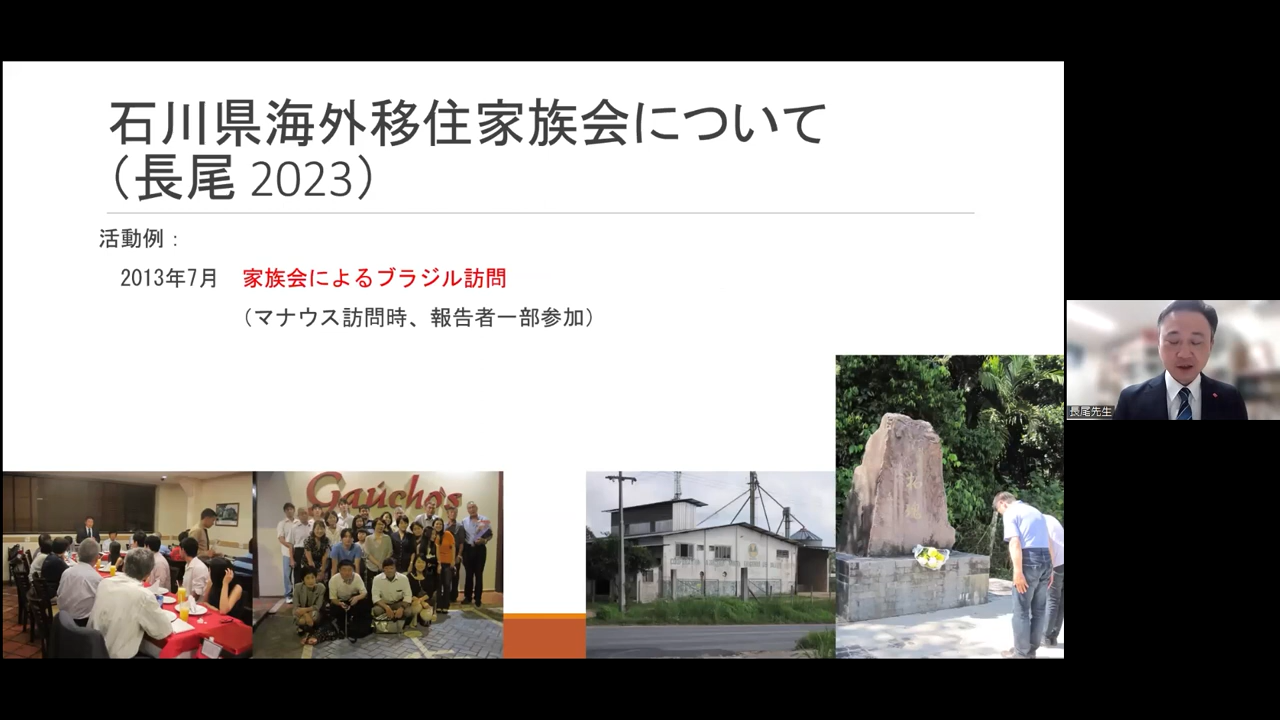 石川県海外移住家族会について
（長尾 2023）
活動例：
2013年7月　家族会によるブラジル訪問
（マナウス訪問時、報告者一部参加）
Gaúcho's
長尾先生